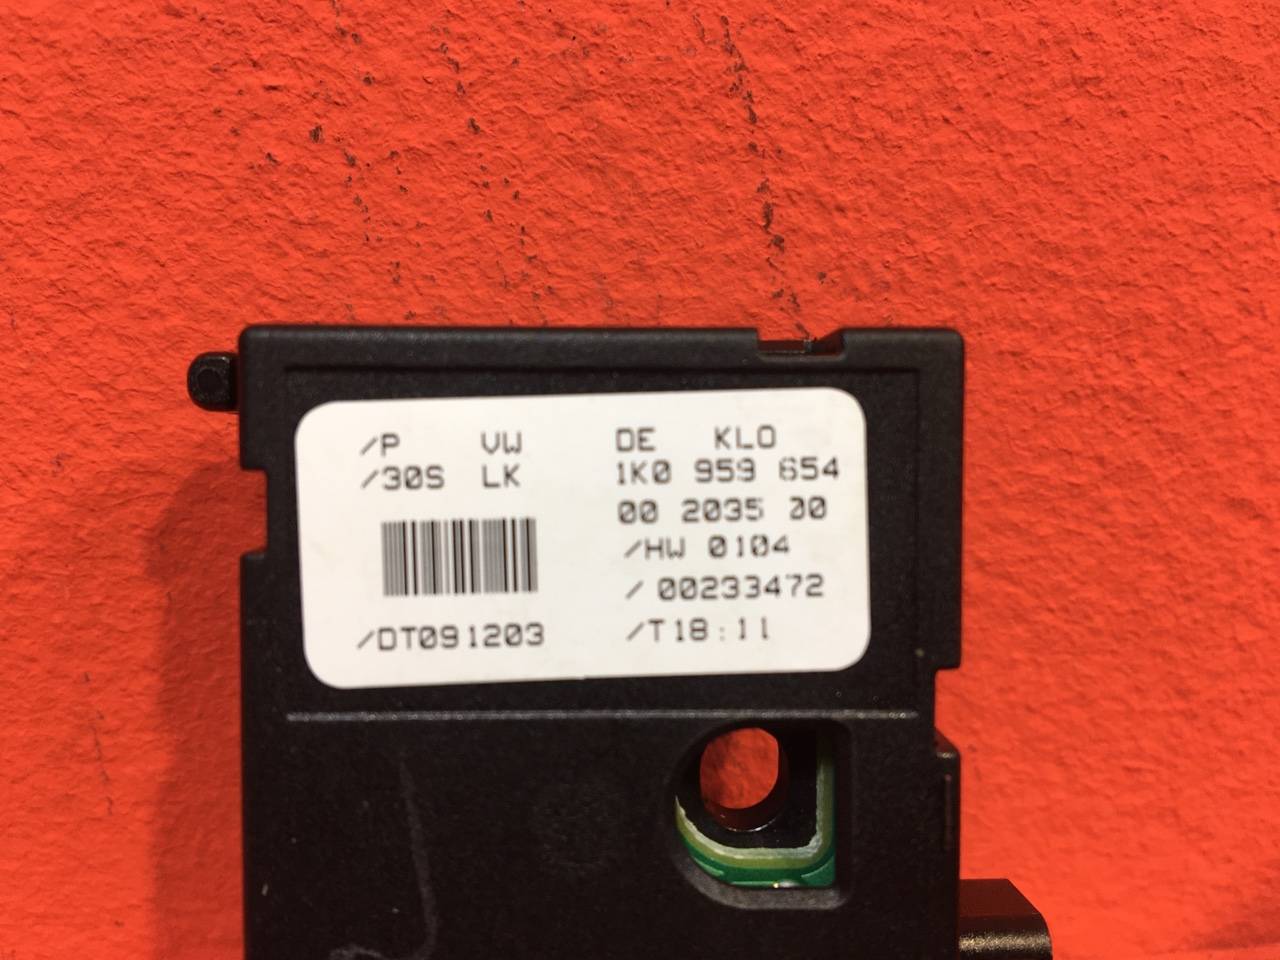 /P VW DE KLO
/30S LK 1K0 959 654
00 2035 00
/HW 0104
/ 00233472
/DT091203 /T18:11